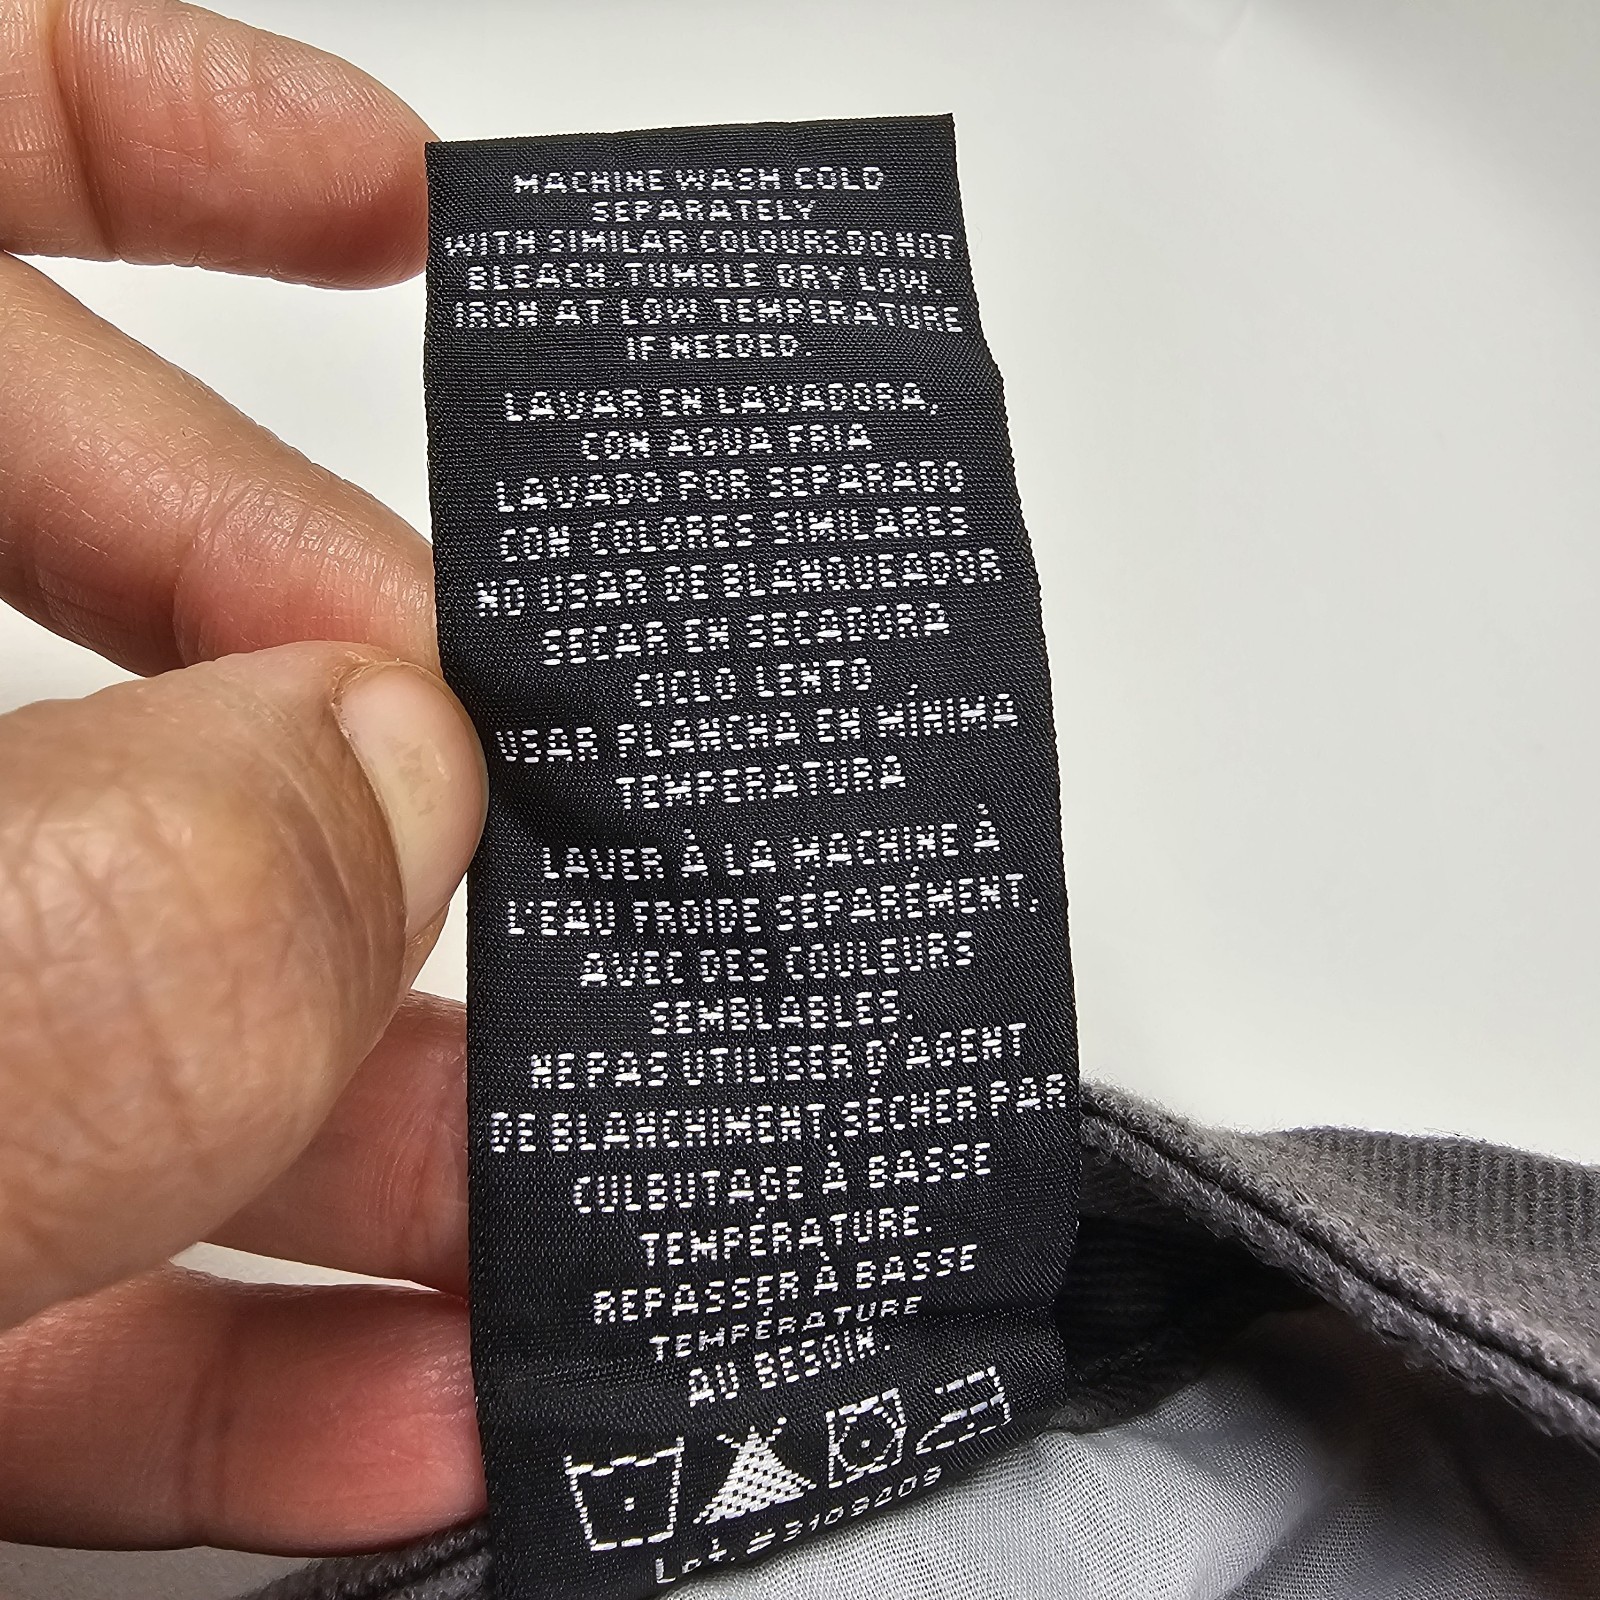 MACHINE WASH COLD
SEPARATELY
WITH SIMILAR COLOURS.DO NOT
BLEACH.TUMBLE DRY LOW.
IRON AT LOW TEMPERATURE
IF NEEDED.
LAVAR EN LAVADORA,
CON AGUA FRIA
LAVADO POR SEPARADO
CON COLORES SIMILARES
NO USAR DE BLANQUEADOR
SECAR EN SECADORA
CICLO LENTO
USAR PLANCHA EN MÍNIMA
TEMPERATURA
LAVER À LA MACHINE À
L'EAU FROIDE SÉPARÉMENT.
AVEC DES COULEURS
SEMBLABLES.
NE PAS UTILISER D'AGENT
DE BLANCHIMENT.SÉCHER PAR
CULBUTAGE À BASSE
TEMPÉRATURE.
REPASSER À BASSE
TEMPÉRATURE
AU BESOIN.
Lot.#3109209